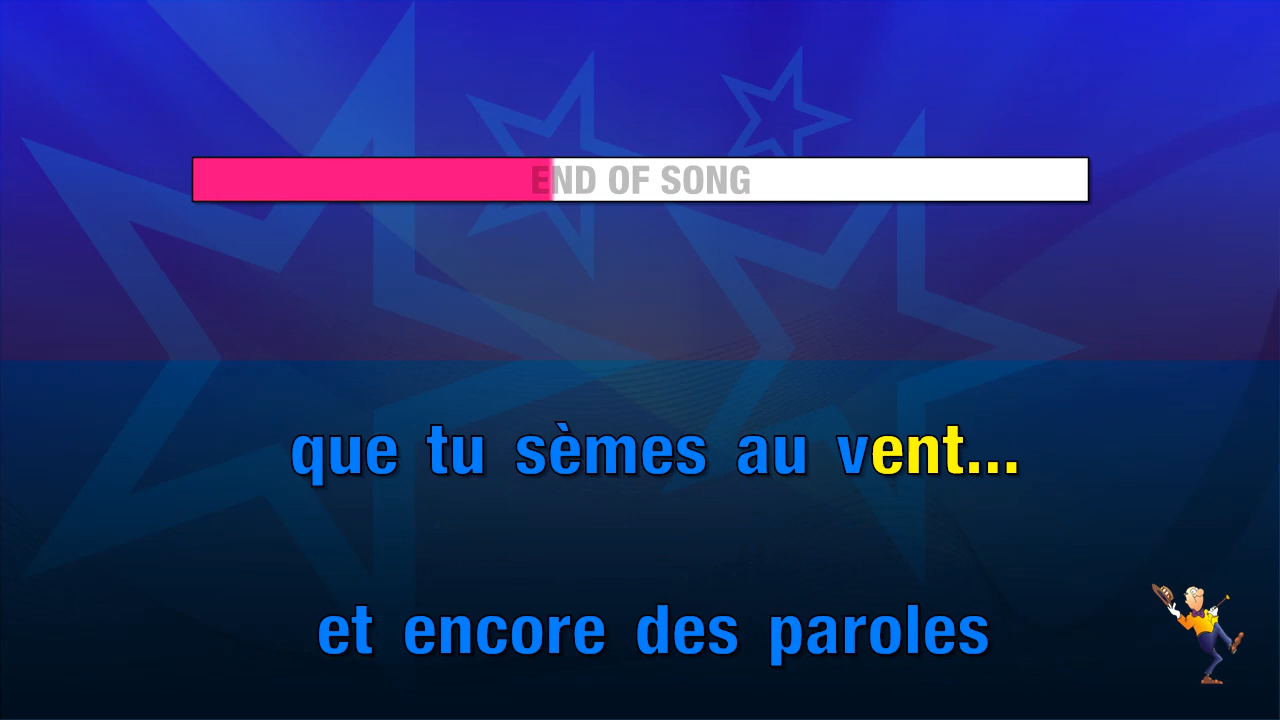 END OF SONG
que tu sèmes au vent...
et encore des paroles